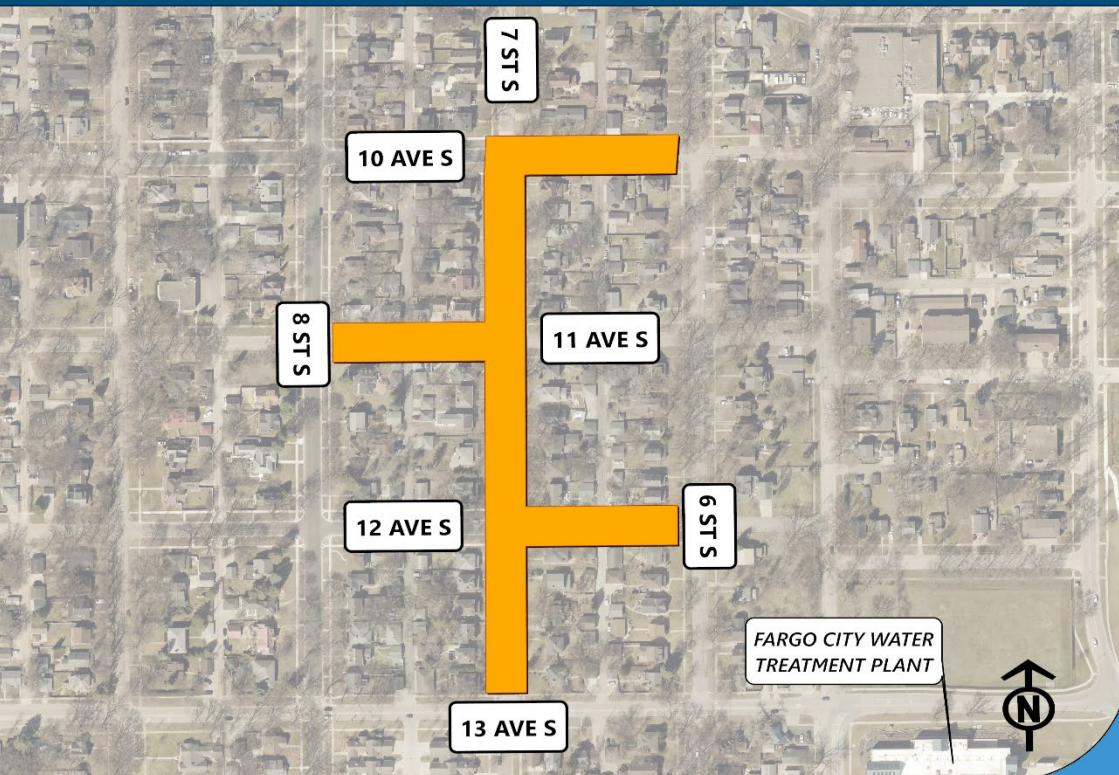 7 ST S
10 AVE S
8 ST S
11 AVE S
12 AVE S
6 ST S
FARGO CITY WATER
TREATMENT PLANT
N
13 AVE S